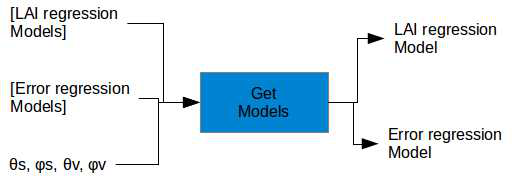 [LAI regression
Models]
[Error regression
Models]
θs, φs, θv, φv
Get
Models
LAI regression
Model
Error regression
Model